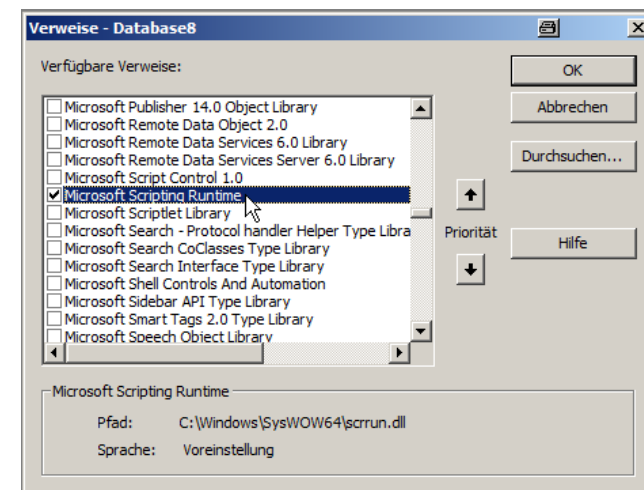 Verweise - Database8
Verfügbare Verweise:
Microsoft Publisher 14.0 Object Library
Microsoft Remote Data Object 2.0
Microsoft Remote Data Services 6.0 Library
Microsoft Remote Data Services Server 6.0 Library
Microsoft Script Control 1.0
Microsoft Scripting Runtime
Microsoft Scriptlet Library
Microsoft Search - Protocol handler Helper Type Libra
Microsoft Search CoClasses Type Library
Microsoft Search Interface Type Library
Microsoft Shell Controls And Automation
Microsoft Sidebar API Type Library
Microsoft Smart Tags 2.0 Type Library
Microsoft Speech Object Library
Priorität
OK
Abbrechen
Durchsuchen...
Hilfe
Microsoft Scripting Runtime
Pfad: C:\Windows\SysWOW64\scrrun.dll
Sprache: Voreinstellung